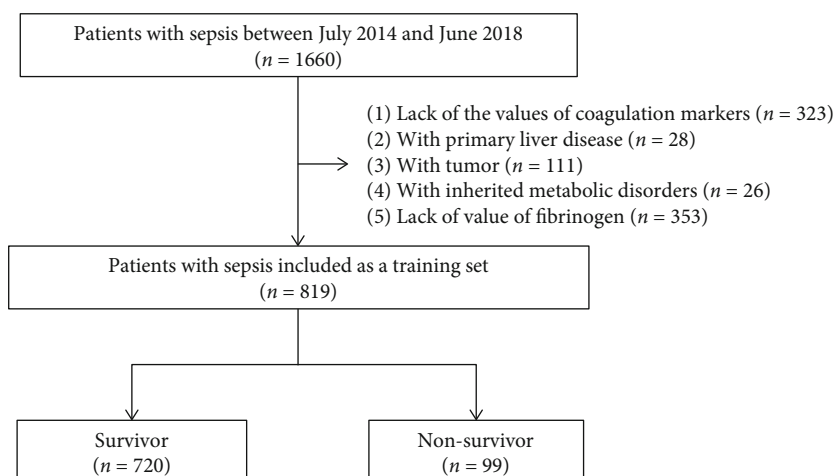 Patients with sepsis between July 2014 and June 2018
(n = 1660)
(1) Lack of the values of coagulation markers (n = 323)
(2) With primary liver disease (n = 28)
(3) With tumor (n = 111)
(4) With inherited metabolic disorders (n = 26)
(5) Lack of value of fibrinogen (n = 353)
Patients with sepsis included as a training set
(n = 819)
Survivor
(n = 720)
Non-survivor
(n = 99)